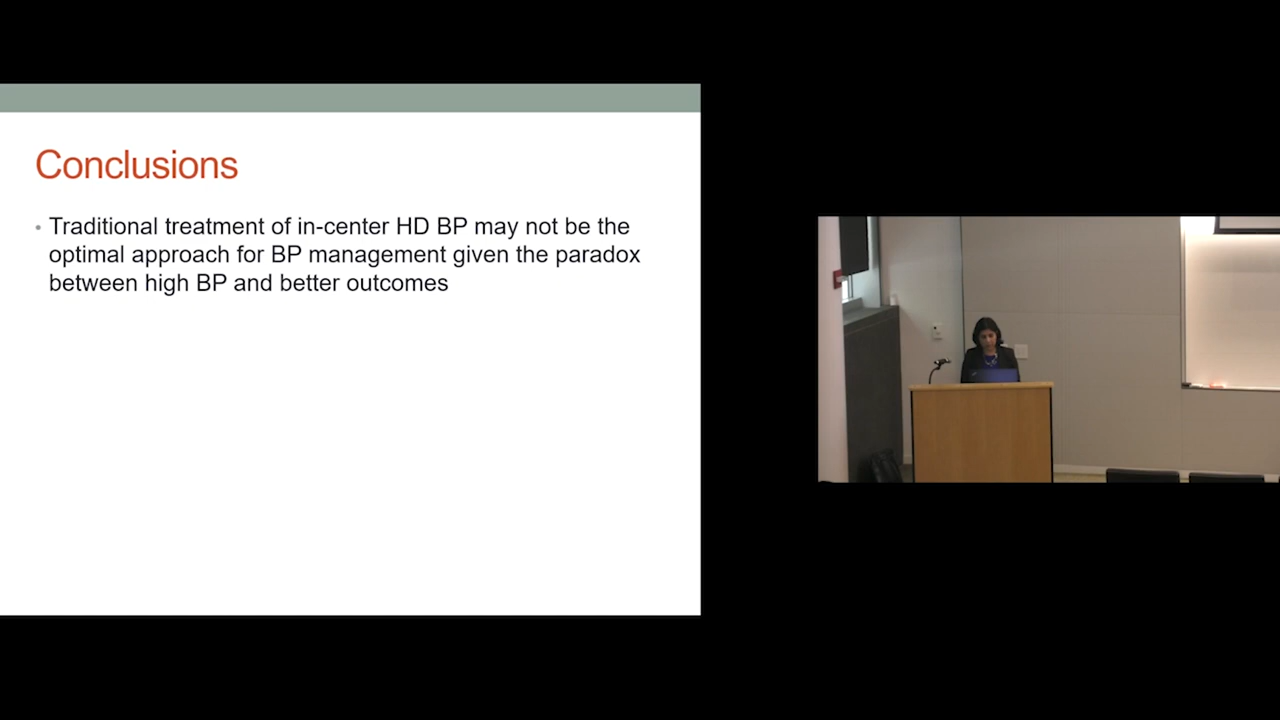 Conclusions
• Traditional treatment of in-center HD BP may not be the
optimal approach for BP management given the paradox
between high BP and better outcomes